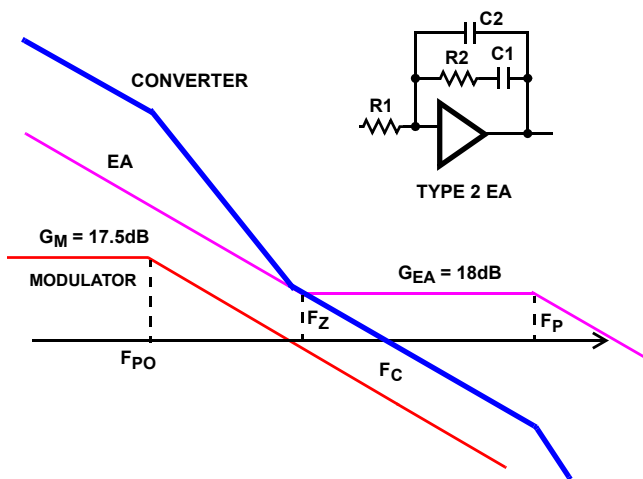 C2
R2
C1
CONVERTER
R1
EA
TYPE 2 EA
GM = 17.5dB
GEA = 18dB
MODULATOR
FZ
FP
FPO
FC